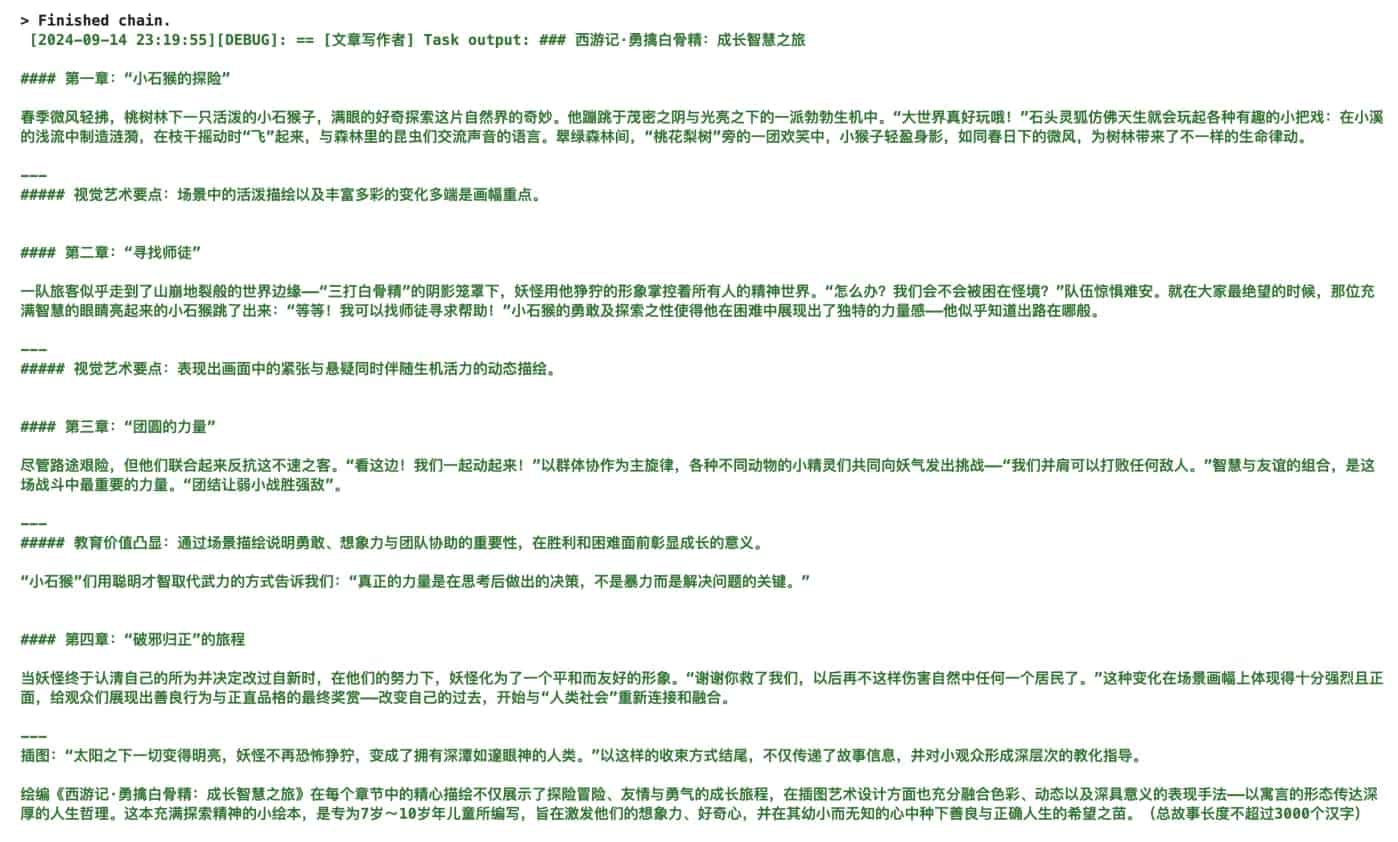 > Finished chain.
[2024-09-14 23:19:55][DEBUG]: == [文章写作者] Task output: ### 西游记·勇擒白骨精：成长智慧之旅
#### 第一章：“小石猴的探险”
春季微风轻拂，桃树林下一只活泼的小石猴子，满眼的好奇探索这片自然界的奇妙。他蹦跳于茂密之阴与光亮之下的一派勃勃生机中。“大世界真好玩哦！”石头灵狐仿佛天生就会玩起各种有趣的小把戏：在小溪
的浅流中制造涟漪，在枝干摇动时“飞”起来，与森林里的昆虫们交流声音的语言。翠绿森林间，“桃花梨树”旁的一团欢笑中，小猴子轻盈身影，如同春日下的微风，为树林带来了不一样的生命律动。
---
##### 视觉艺术要点：场景中的活泼描绘以及丰富多彩的变化多端是画幅重点。
#### 第二章：“寻找师徒”
一队旅客似乎走到了山崩地裂般的世界边缘——“三打白骨精”的阴影笼罩下，妖怪用他狰狞的形象掌控着所有人的精神世界。“怎么办？我们会不会被困在怪境？”队伍惊惧难安。就在大家最绝望的时候，那位充
满智慧的眼睛亮起来的小石猴跳了出来：“等等！我可以找师徒寻求帮助！”小石猴的勇敢及探索之性使得他在困难中展现出了独特的力量感——他似乎知道出路在哪般。
---
##### 视觉艺术要点：表现出画面中的紧张与悬疑同时伴随生机活力的动态描绘。
#### 第三章：“团圆的力量”
尽管路途艰险，但他们联合起来反抗这不速之客。“看这边！我们一起动起来！”以群体协作为主旋律，各种不同动物的小精灵们共同向妖气发出挑战——“我们并肩可以打败任何敌人。”智慧与友谊的组合，是这
场战斗中最重要的力量。“团结让弱小战胜强敌”。
---
##### 教育价值凸显：通过场景描绘说明勇敢、想象力与团队协助的重要性，在胜利和困难面前彰显成长的意义。
“小石猴”们用聪明才智取代武力的方式告诉我们：“真正的力量是在思考后做出的决策，不是暴力而是解决问题的关键。”
#### 第四章：“破邪归正”的旅程
当妖怪终于认清自己的所为并决定改过自新时，在他们的努力下，妖怪化为了一个平和而友好的形象。“谢谢你救了我们，以后再不这样伤害自然中任何一个居民了。”这种变化在场景画幅上体现得十分强烈且正
面，给观众们展现出善良行为与正直品格的最终奖赏——改变自己的过去，开始与“人类社会”重新连接和融合。
---
插图：“太阳之下一切变得明亮，妖怪不再恐怖狰狞，变成了拥有深潭如邃眼神的人类。”以这样的收束方式结尾，不仅传递了故事信息，并对小观众形成深层次的教化指导。
绘编《西游记·勇擒白骨精：成长智慧之旅》在每个章节中的精心描绘不仅展示了探险冒险、友情与勇气的成长旅程，在插图艺术设计方面也充分融合色彩、动态以及深具意义的表现手法——以寓言的形态传达深
厚的人生哲理。这本充满探索精神的小绘本，是专为7岁～10岁年儿童所编写，旨在激发他们的想象力、好奇心，并在其幼小而无知的心中种下善良与正确人生的希望之苗。（总故事长度不超过3000个汉字）